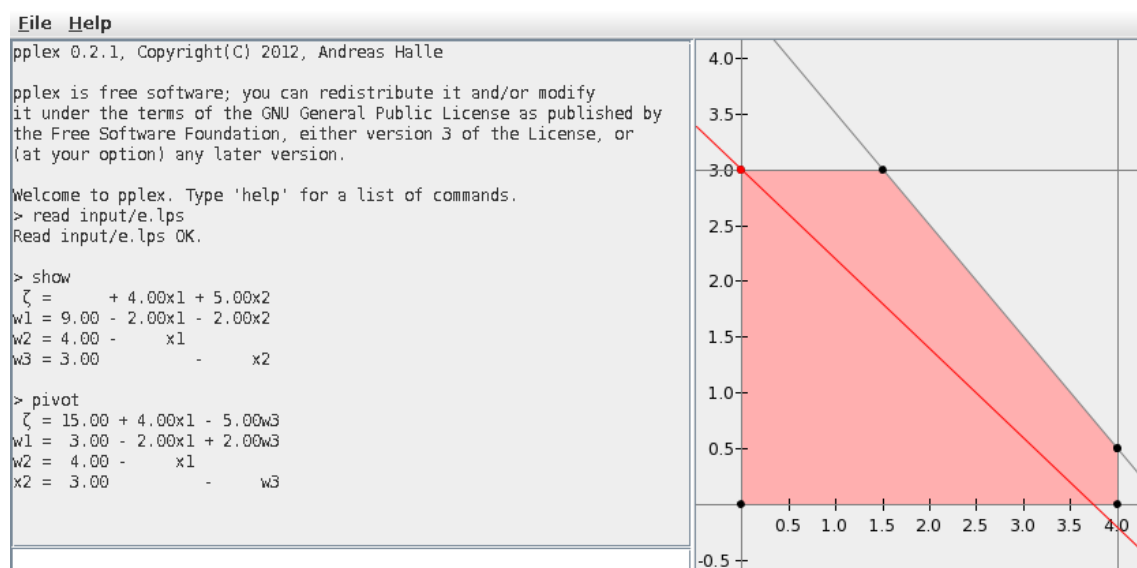 File Help
pplex 0.2.1, Copyright(C) 2012, Andreas Halle
pplex is free software; you can redistribute it and/or modify
it under the terms of the GNU General Public License as published by
the Free Software Foundation, either version 3 of the License, or
(at your option) any later version.
Welcome to pplex. Type 'help' for a list of commands.
> read input/e.lps
Read input/e.lps OK.
> show
ζ =      + 4.00x1 + 5.00x2
w1 = 9.00 - 2.00x1 - 2.00x2
w2 = 4.00 -     x1
w3 = 3.00          -     x2
> pivot
ζ = 15.00 + 4.00x1 - 5.00w3
w1 =  3.00 - 2.00x1 + 2.00w3
w2 =  4.00 -     x1
x2 =  3.00          -     w3
4.0
3.5
3.0
2.5
2.0
1.5
1.0
0.5
0.5 1.0 1.5 2.0 2.5 3.0 3.5 4.0
-0.5